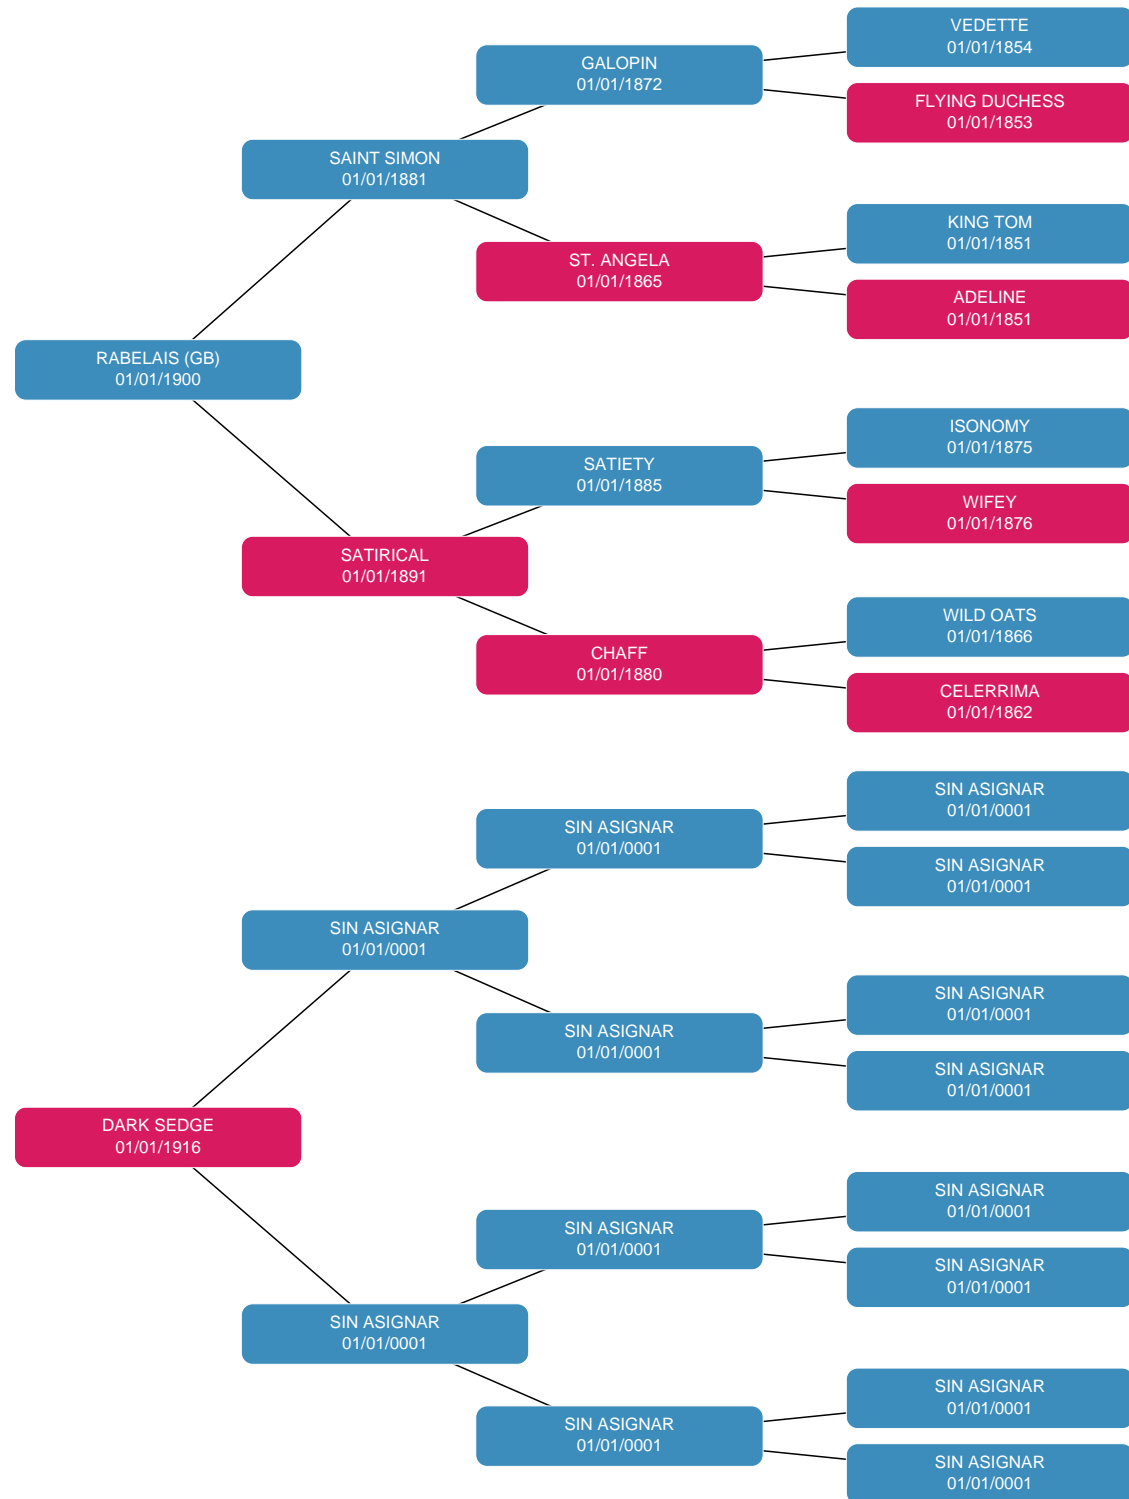 VEDETTE
01/01/1854
GALOPIN
01/01/1872
FLYING DUCHESS
01/01/1853
SAINT SIMON
01/01/1881
KING TOM
01/01/1851
ST. ANGELA
01/01/1865
ADELINE
01/01/1851
RABELAIS (GB)
01/01/1900
ISONOMY
01/01/1875
SATIETY
01/01/1885
WIFEY
01/01/1876
SATIRICAL
01/01/1891
WILD OATS
01/01/1866
CHAFF
01/01/1880
CELERRIMA
01/01/1862
SIN ASIGNAR
01/01/0001
SIN ASIGNAR
01/01/0001
SIN ASIGNAR
01/01/0001
SIN ASIGNAR
01/01/0001
SIN ASIGNAR
01/01/0001
SIN ASIGNAR
01/01/0001
SIN ASIGNAR
01/01/0001
DARK SEDGE
01/01/1916
SIN ASIGNAR
01/01/0001
SIN ASIGNAR
01/01/0001
SIN ASIGNAR
01/01/0001
SIN ASIGNAR
01/01/0001
SIN ASIGNAR
01/01/0001
SIN ASIGNAR
01/01/0001
SIN ASIGNAR
01/01/0001